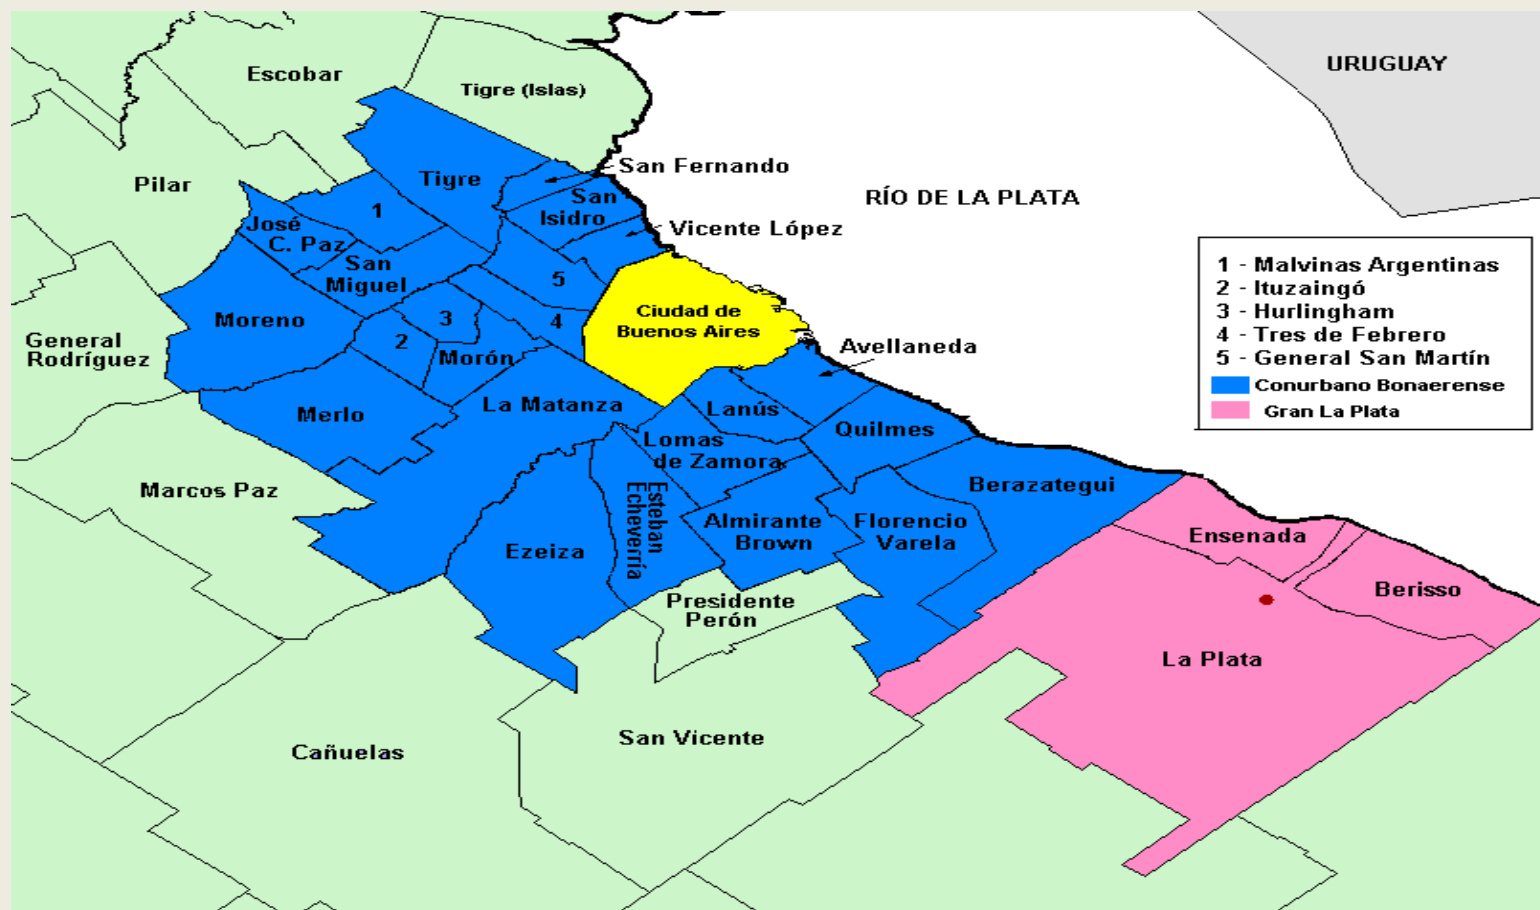 URUGUAY
Escobar
Tigre (Islas)
San Fernando
Tigre
Pilar
RÍO DE LA PLATA
San
Isidro
1
José
C. Paz
Vicente López
San
Miguel
5
Ciudad de
Buenos Aires
Moreno
3
4
2
Morón
General
Rodríguez
Avellaneda
Merlo
La Matanza
Lanús
Quilmes
Lomas
de Zamora
Marcos Paz
Berazategui
Esteban
Echeverría
Almirante
Brown
Florencio
Varela
Ezeiza
Ensenada
Berisso
Presidente
Perón
La Plata
San Vicente
Cañuelas
1 - Malvinas Argentinas
2 - Ituzaingó
3 - Hurlingham
4 - Tres de Febrero
5 - General San Martín
Conurbano Bonaerense
Gran La Plata